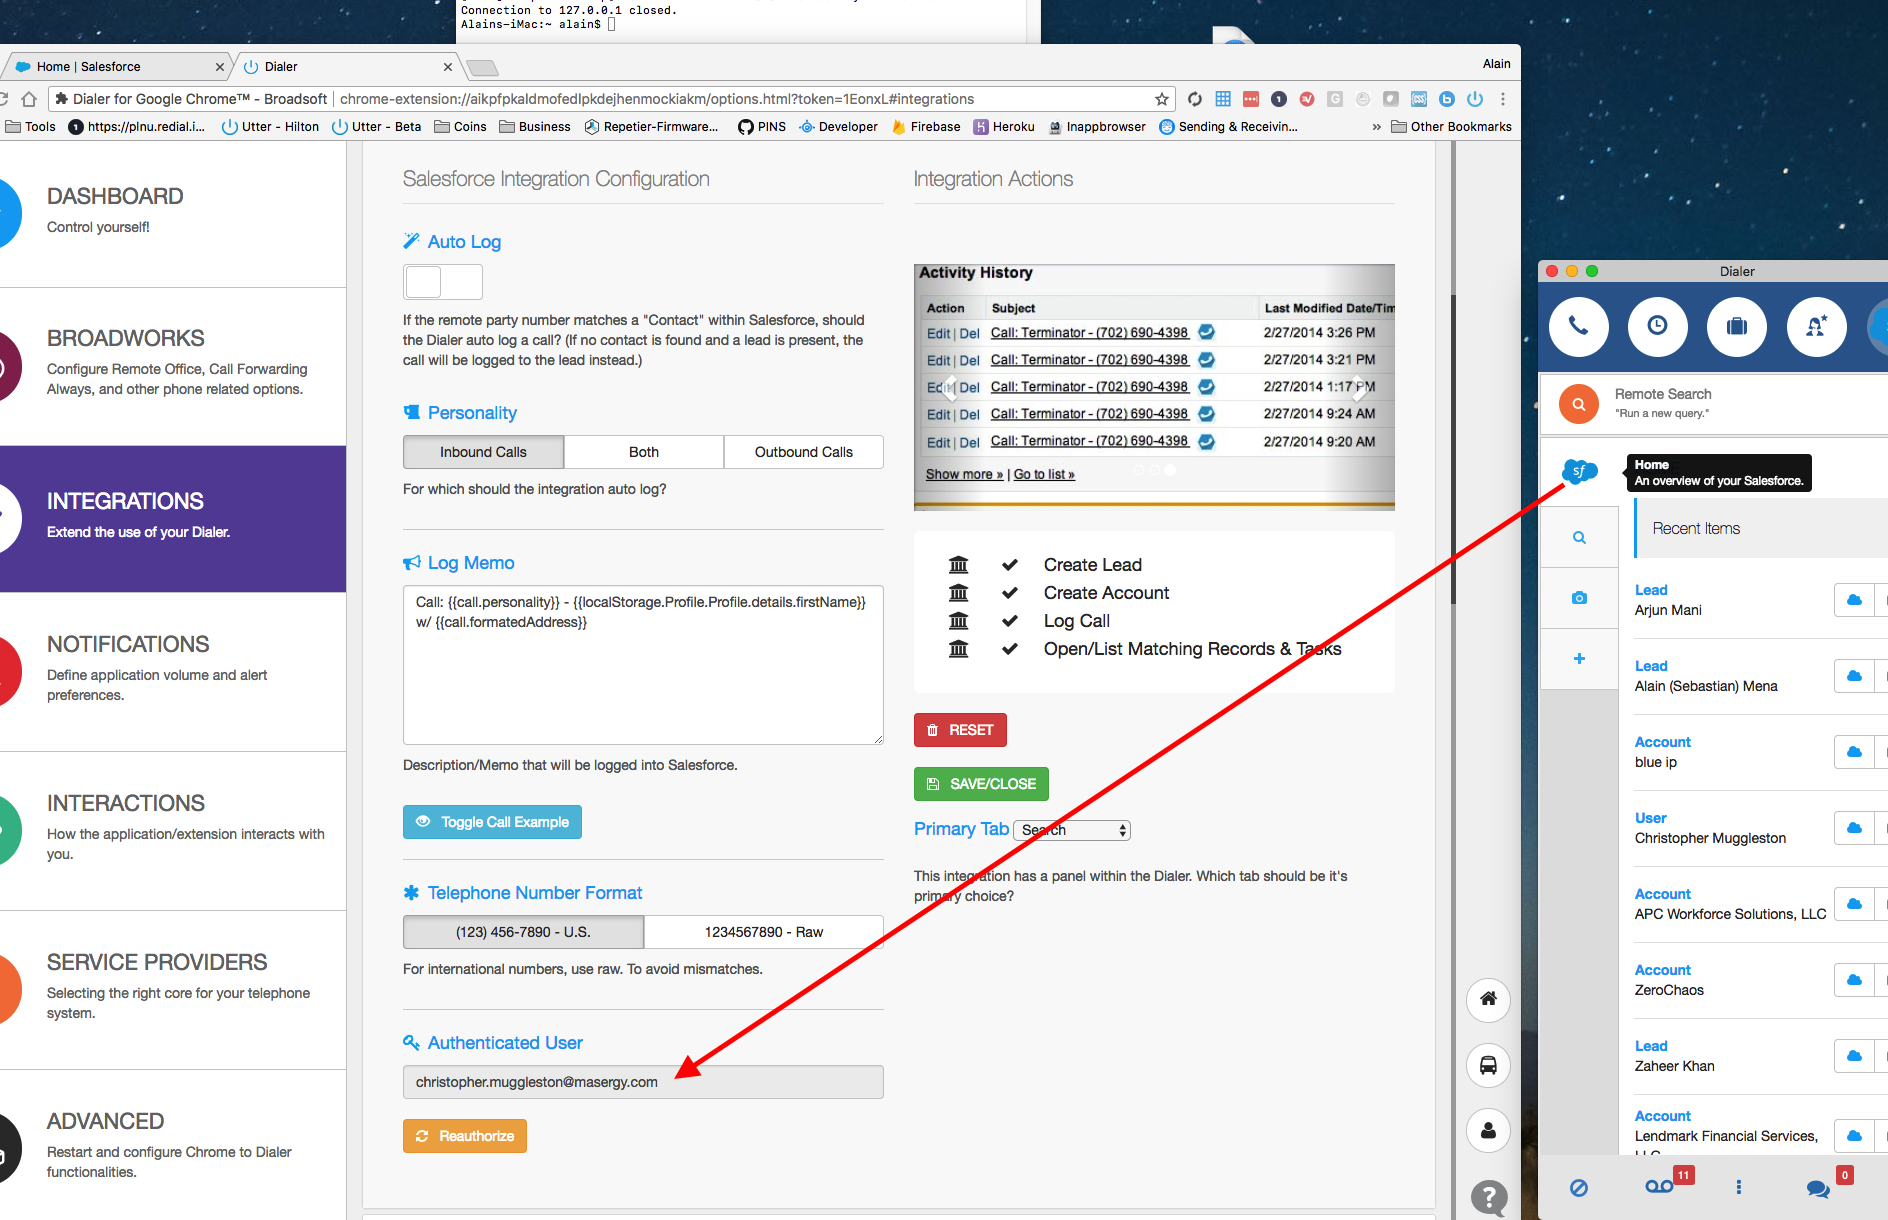 Connection to 127.0.0.1 closed.
Alains-iMac:~ alain$
Home | Salesforce
Dialer
Alain
Dialer for Google Chrome™ - Broadsoft | chrome-extension://aikpfpkaldmofedlpkdejhenmockiakm/options.html?token=1EonxL#integrations
Tools
https://plnu.redial.i...
Utter - Hilton
Utter - Beta
Coins
Business
Repetier-Firmware...
PINS
Developer
Firebase
Heroku
Inappbrowser
Sending & Receivin...
»
Other Bookmarks
DASHBOARD
Control yourself!
BROADWORKS
Configure Remote Office, Call Forwarding
Always, and other phone related options.
INTEGRATIONS
Extend the use of your Dialer.
NOTIFICATIONS
Define application volume and alert
preferences.
INTERACTIONS
How the application/extension interacts with
you.
SERVICE PROVIDERS
Selecting the right core for your telephone
system.
ADVANCED
Restart and configure Chrome to Dialer
functionalities.
Salesforce Integration Configuration
Auto Log
If the remote party number matches a "Contact" within Salesforce, should
the Dialer auto log a call? (If no contact is found and a lead is present, the
call will be logged to the lead instead.)
Personality
Inbound Calls
Both
Outbound Calls
For which should the integration auto log?
Log Memo
Call: {{call.personality}} - {{localStorage.Profile.Profile.details.firstName}}
w/ {{call.formatedAddress}}
Description/Memo that will be logged into Salesforce.
Toggle Call Example
Telephone Number Format
(123) 456-7890 - U.S.
1234567890 - Raw
For international numbers, use raw. To avoid mismatches.
Authenticated User
christopher.muggleston@masergy.com
Reauthorize
Integration Actions
Activity History
Action Subject Last Modified Date/Tim
Edit | Del Call: Terminator - (702) 690-4398 2/27/2014 3:26 PM
Edit | Del Call: Terminator - (702) 690-4398 2/27/2014 3:21 PM
Edit | Del Call: Terminator - (702) 690-4398 2/27/2014 1:17 PM
Edit | Del Call: Terminator - (702) 690-4398 2/27/2014 9:24 AM
Edit | Del Call: Terminator - (702) 690-4398 2/27/2014 9:20 AM
Show more » | Go to list »
Create Lead
Create Account
Log Call
Open/List Matching Records & Tasks
RESET
SAVE/CLOSE
Primary Tab Search
This integration has a panel within the Dialer. Which tab should be it's
primary choice?
Dialer
Remote Search
"Run a new query."
sf
Home
An overview of your Salesforce.
Recent Items
Lead
Arjun Mani
Lead
Alain (Sebastian) Mena
Account
blue ip
User
Christopher Muggleston
Account
APC Workforce Solutions, LLC
Account
ZeroChaos
Lead
Zaheer Khan
Account
Lendmark Financial Services,
LLC
11
0